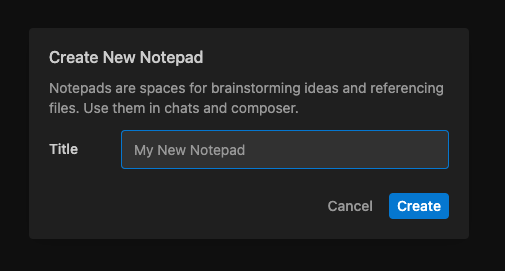 Create New Notepad
Notepads are spaces for brainstorming ideas and referencing
files. Use them in chats and composer.
Title
My New Notepad
Cancel
Create